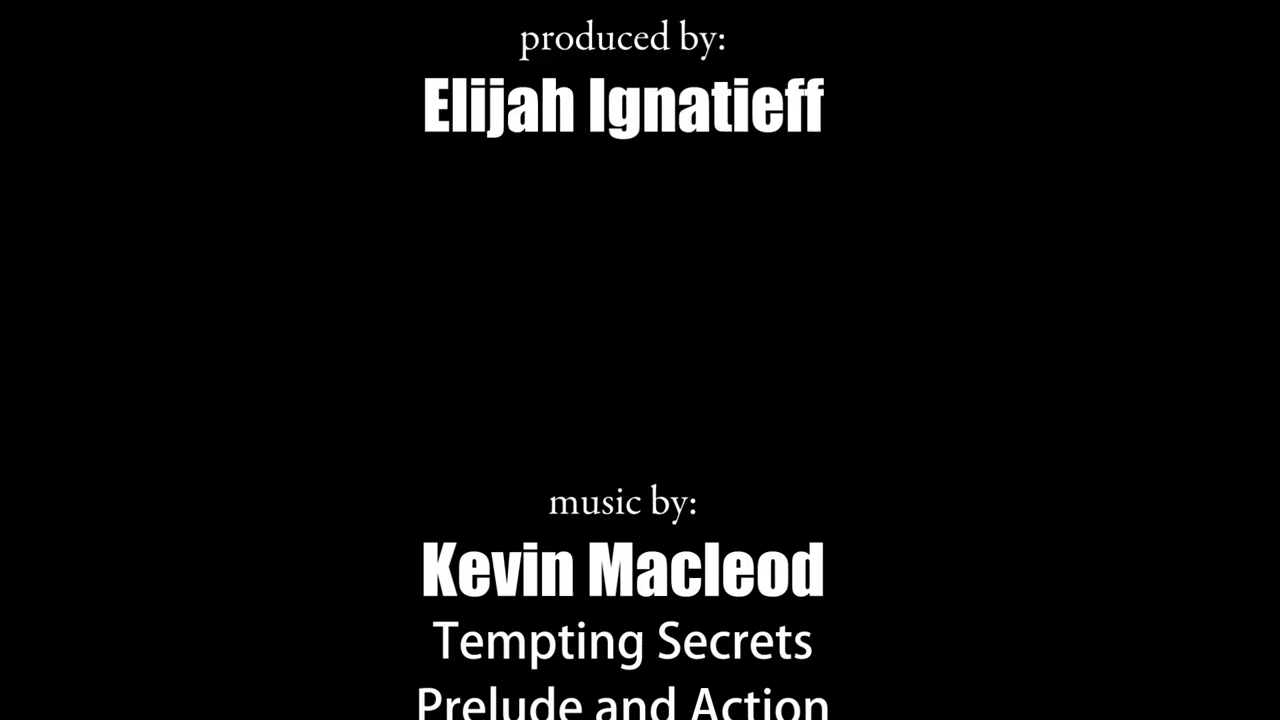 produced by:
Elijah Ignatieff
music by:
Kevin Macleod
Tempting Secrets
Prelude and Action